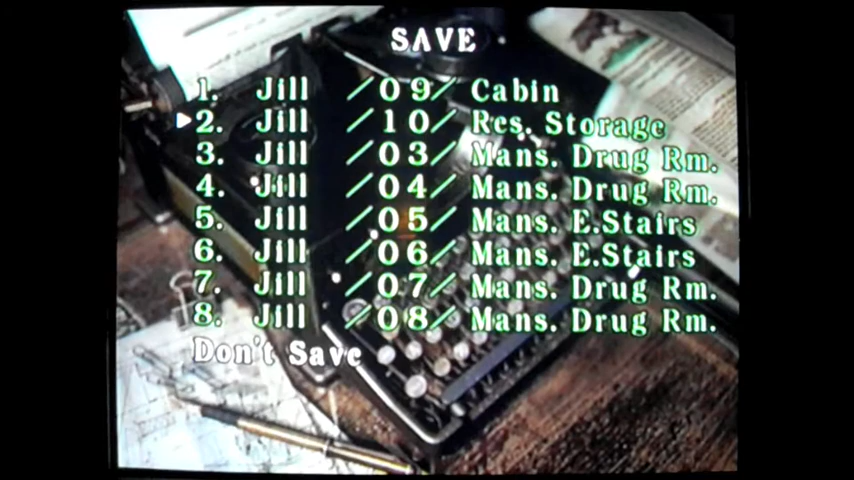 SAVE
1. Jill /09/ Cabin
2. Jill /10/ Res. Storage
3. Jill /03/ Mans. Drug Rm.
4. Jill /04/ Mans. Drug Rm.
5. Jill /05/ Mans. E.Stairs
6. Jill /06/ Mans. E.Stairs
7. Jill /07/ Mans. Drug Rm.
8. Jill /08/ Mans. Drug Rm.
Don't Save